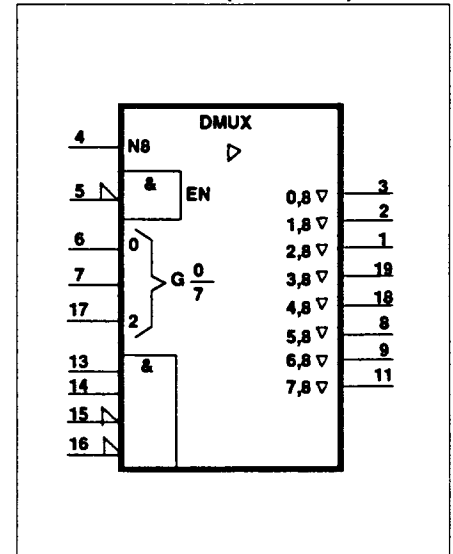 DMUX
4 N8
▷
5 & EN
6 0
7 G 0/7
17 2
13 &
14
15
16
0,8 ▽ 3
1,8 ▽ 2
2,8 ▽ 1
3,8 ▽ 19
4,8 ▽ 18
5,8 ▽ 8
6,8 ▽ 9
7,8 ▽ 11